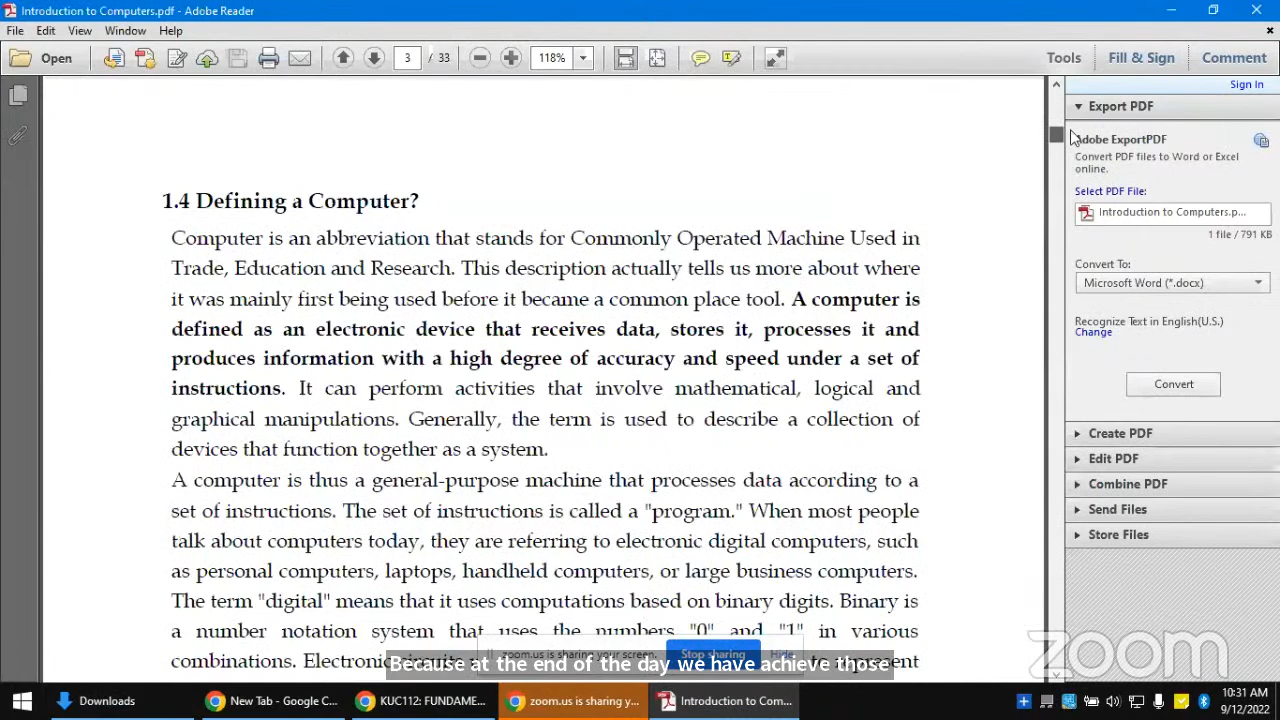 Introduction to Computers.pdf - Adobe Reader
File Edit View Window Help
Open 3 / 33 118% Tools Fill & Sign Comment
Sign In
Export PDF
Adobe ExportPDF
Convert PDF files to Word or Excel
online.
Select PDF File:
Introduction to Computers.p...
1 file / 791 KB
Convert To:
Microsoft Word (*.docx)
Recognize Text in English(U.S.)
Change
Convert
Create PDF
Edit PDF
Combine PDF
Send Files
Store Files
1.4 Defining a Computer?
Computer is an abbreviation that stands for Commonly Operated Machine Used in
Trade, Education and Research. This description actually tells us more about where
it was mainly first being used before it became a common place tool. A computer is
defined as an electronic device that receives data, stores it, processes it and
produces information with a high degree of accuracy and speed under a set of
instructions. It can perform activities that involve mathematical, logical and
graphical manipulations. Generally, the term is used to describe a collection of
devices that function together as a system.
A computer is thus a general-purpose machine that processes data according to a
set of instructions. The set of instructions is called a "program." When most people
talk about computers today, they are referring to electronic digital computers, such
as personal computers, laptops, handheld computers, or large business computers.
The term "digital" means that it uses computations based on binary digits. Binary is
a number notation system that uses the numbers "0" and "1" in various
combinations. Electronic
zoom.us is sharing your screen. Stop sharing Hide
Because at the end of the day we have achieve those
zoom
Downloads New Tab - Google C... KUC112: FUNDAME... zoom.us is sharing y... Introduction to Com...
10:31 AM
9/12/2022